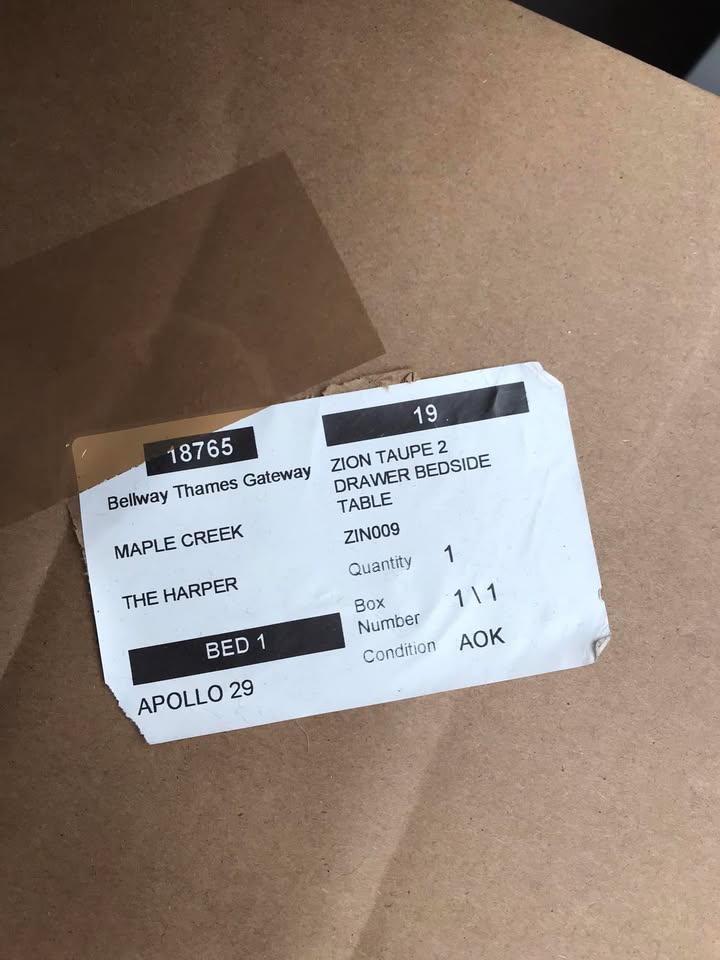 18765
Bellway Thames Gateway
MAPLE CREEK
THE HARPER
BED 1
APOLLO 29
19
ZION TAUPE 2
DRAWER BEDSIDE
TABLE
ZIN009
Quantity 1
Box
Number 1\1
Condition AOK